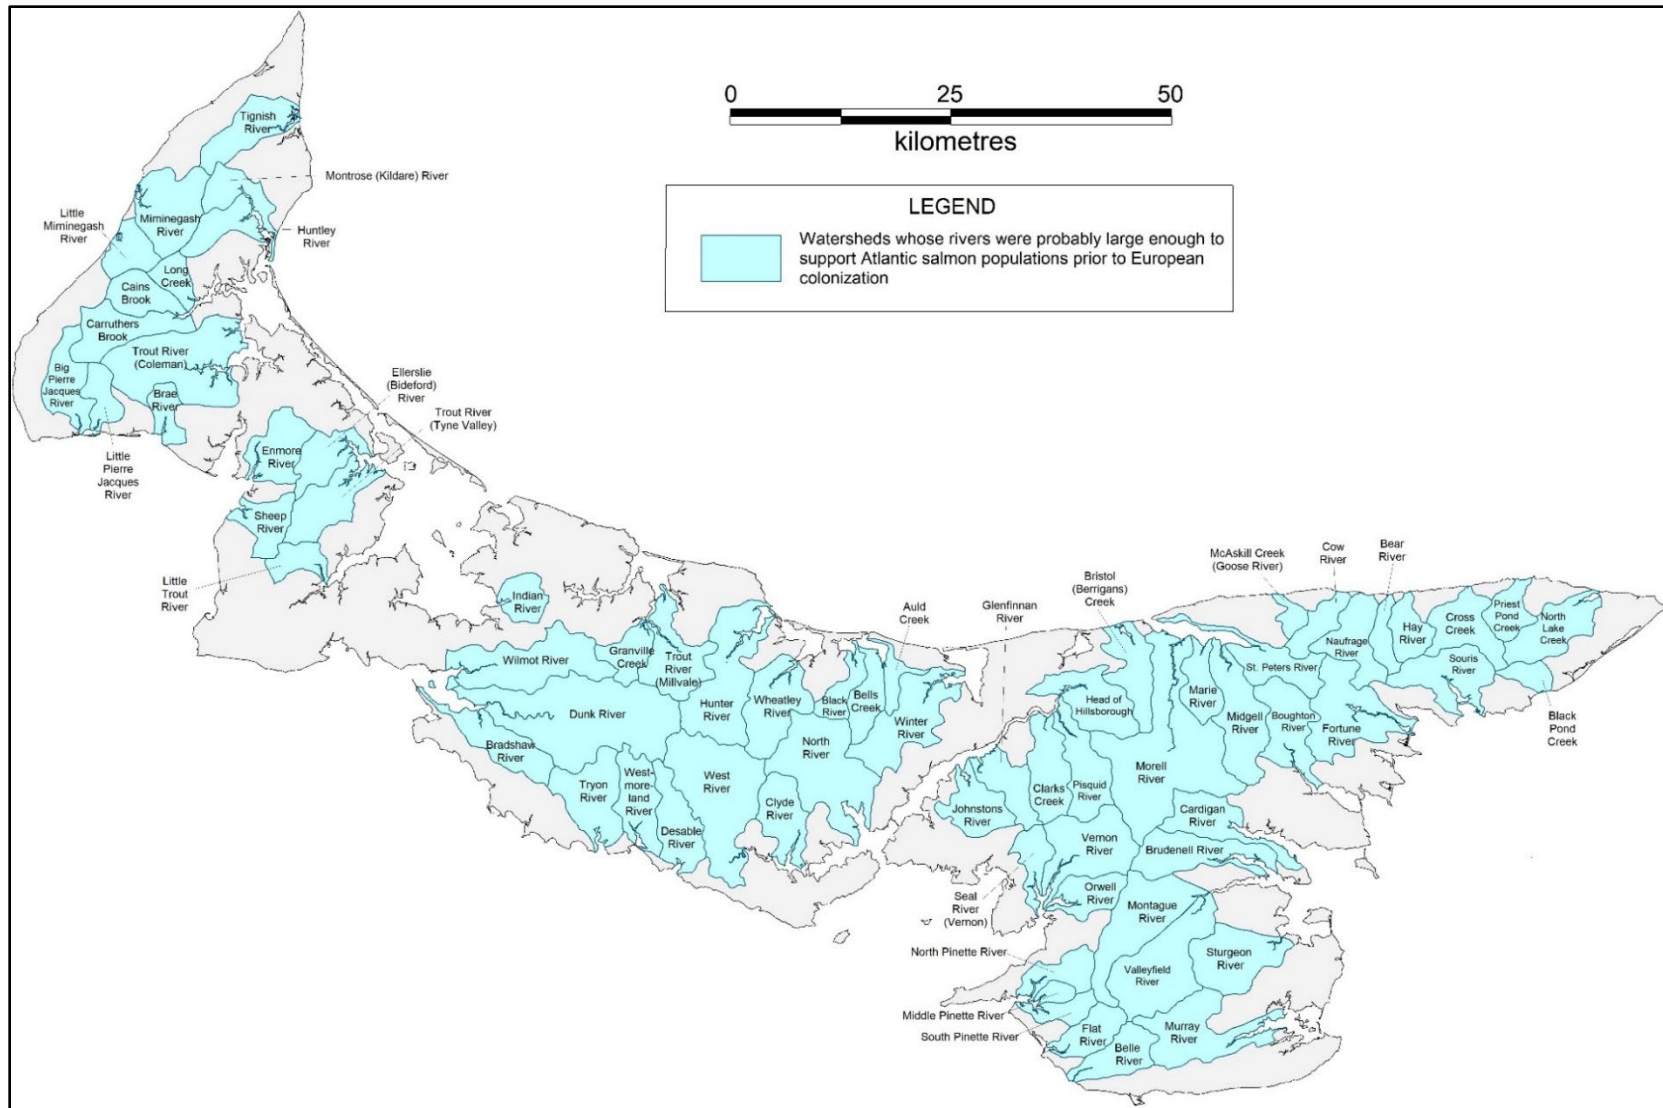 0 25 50
kilometres
LEGEND
Watersheds whose rivers were probably large enough to
support Atlantic salmon populations prior to European
colonization
Tignish
River
Montrose (Kildare) River
Little
Miminegash
River
Miminegash
River
Huntley
River
Long
Creek
Cains
Brook
Carruthers
Brook
Trout River
(Coleman)
Big
Pierre
Jacques
River
Brae
River
Little
Pierre
Jacques
River
Ellerslie
(Bideford)
River
Trout River
(Tyne Valley)
Enmore
River
Sheep
River
Little
Trout
River
Indian
River
Wilmot River
Granville
Creek
Trout
River
(Millvale)
Hunter
River
Wheatley
River
Black
River
Bells
Creek
Auld
Creek
Winter
River
Dunk River
Bradshaw
River
Tryon
River
West-
more-
land
River
Desable
River
West
River
Clyde
River
North
River
Glenfinnan
River
Bristol
(Berrigans)
Creek
McAskill Creek
(Goose River)
Cow
River
Bear
River
Hay
River
Cross
Creek
Priest
Pond
Creek
North
Lake
Creek
Naufrage
River
St. Peters River
Souris
River
Black
Pond
Creek
Head of
Hillsborough
Marie
River
Midgell
River
Boughton
River
Fortune
River
Morell
River
Johnstons
River
Clarks
Creek
Pisquid
River
Cardigan
River
Vernon
River
Brudenell River
Seal
River
(Vernon)
Orwell
River
Montague
River
North Pinette River
Sturgeon
River
Valleyfield
River
Middle Pinette River
South Pinette River
Flat
River
Belle
River
Murray
River